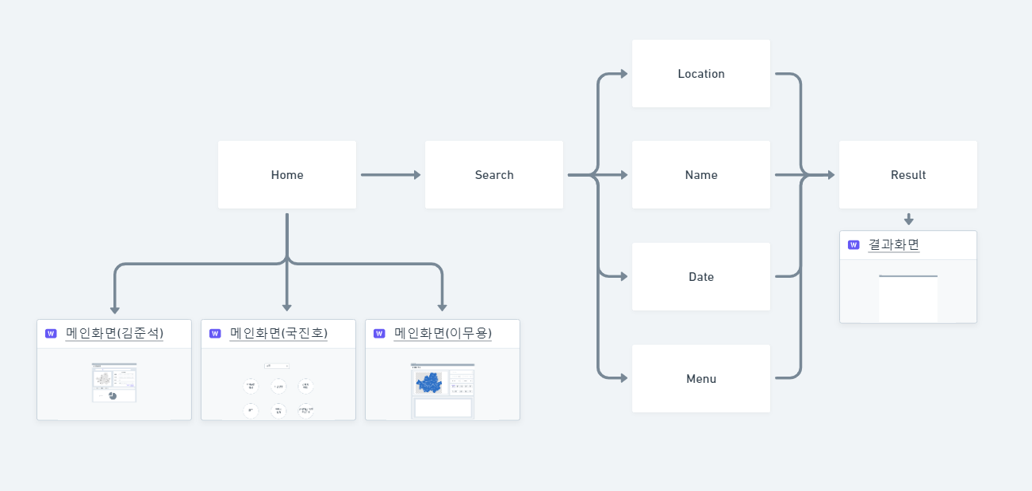 Location
Home
Search
Name
Result
결과화면
Date
메인화면(김준석)
메인화면(국진호)
메인화면(이무용)
Menu